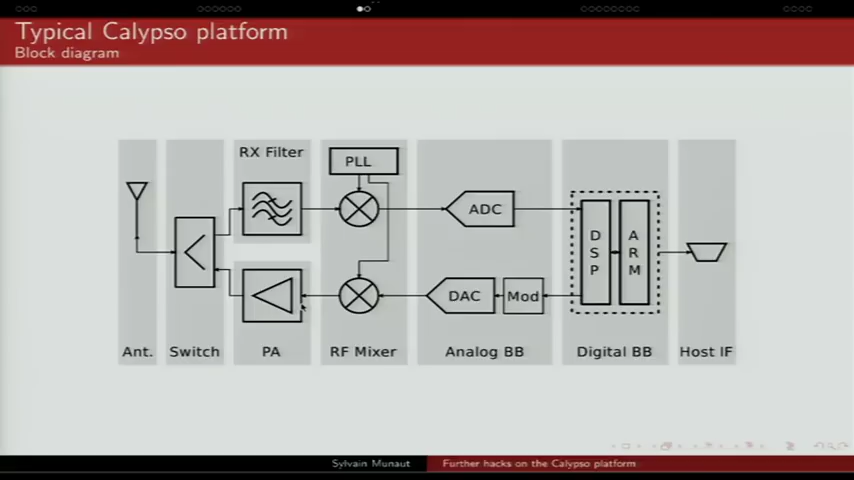 Typical Calypso platform
Block diagram
RX Filter
PLL
ADC
D
S
P
A
R
M
DAC
Mod
Ant.
Switch
PA
RF Mixer
Analog BB
Digital BB
Host IF
Sylvain Munaut
Further hacks on the Calypso platform